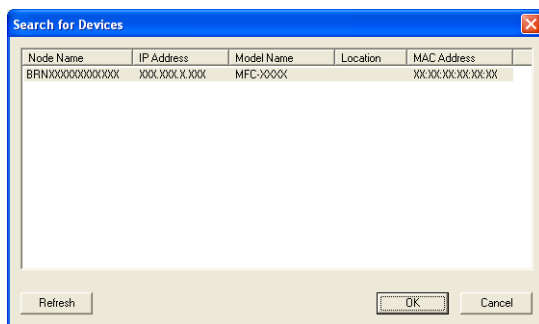 Search for Devices
Node Name IP Address Model Name Location MAC Address
BRNXXXXXXXXXXXX XXX.XXX.X.XXX MFC-XXXX XX:XX:XX:XX:XX:XX
Refresh OK Cancel